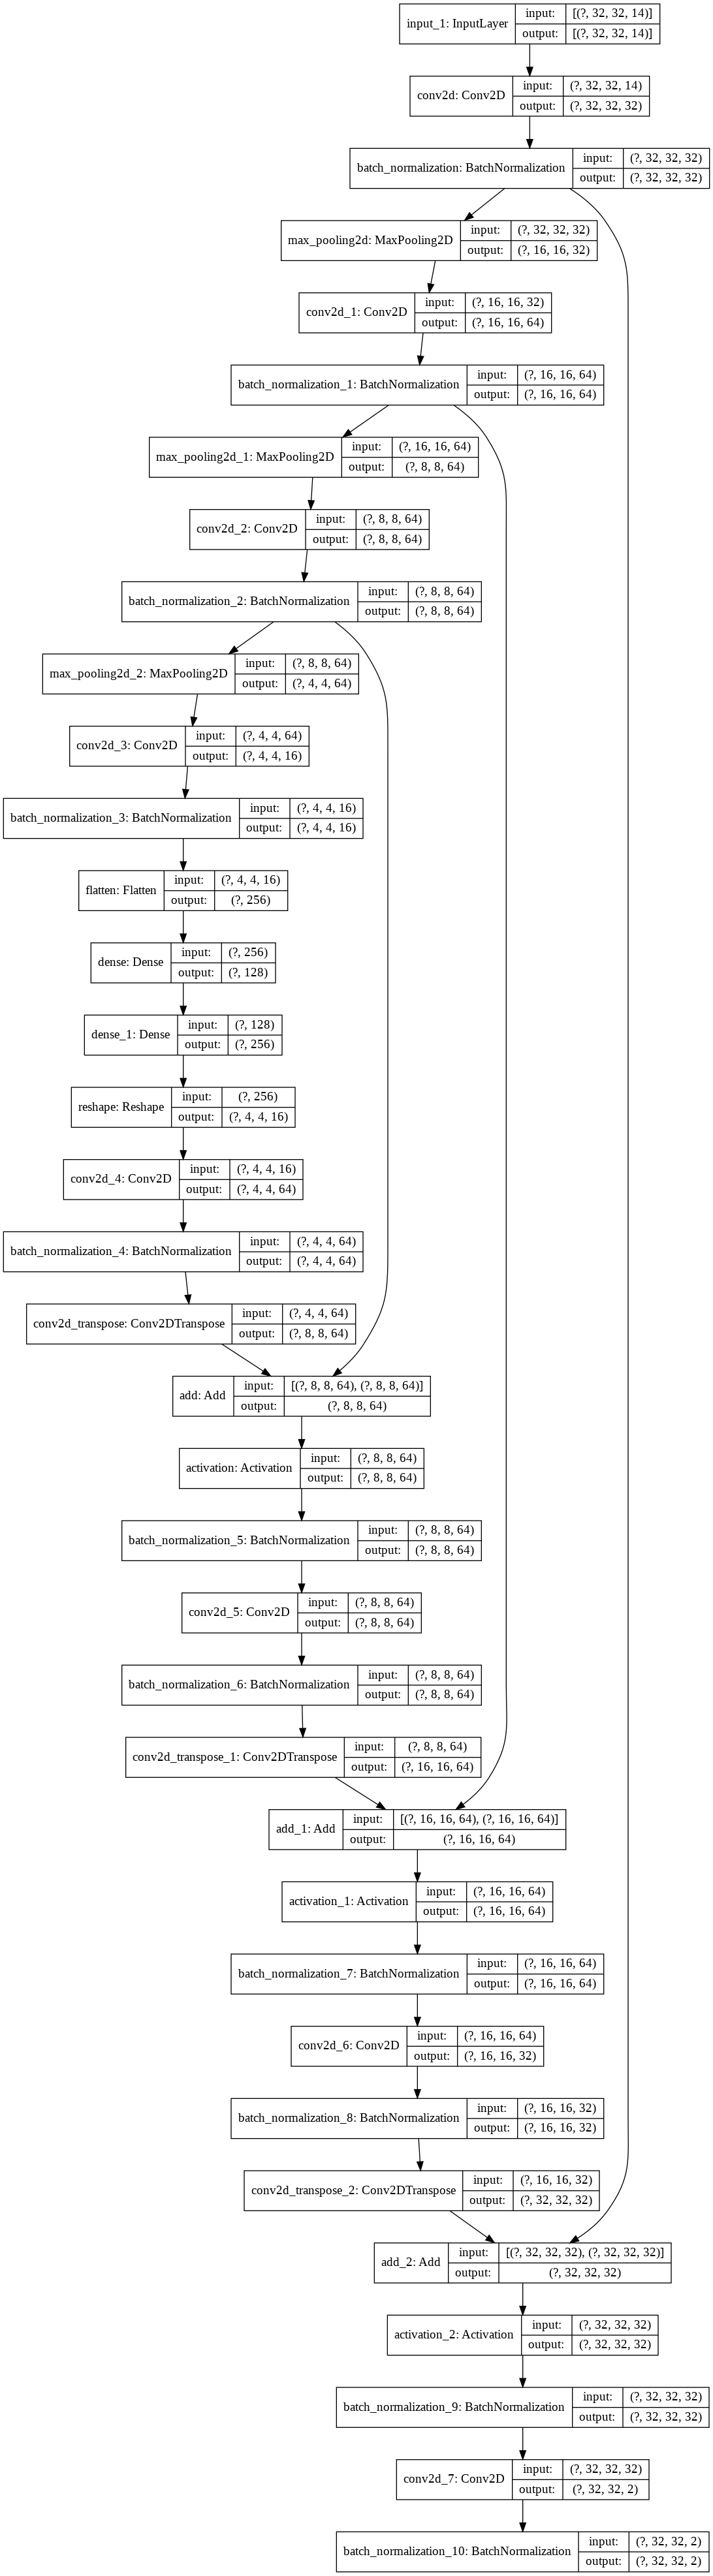 input_1: InputLayer
input: [(?, 32, 32, 14)]
output: [(?, 32, 32, 14)]
conv2d: Conv2D
input: (?, 32, 32, 14)
output: (?, 32, 32, 32)
batch_normalization: BatchNormalization
input: (?, 32, 32, 32)
output: (?, 32, 32, 32)
max_pooling2d: MaxPooling2D
input: (?, 32, 32, 32)
output: (?, 16, 16, 32)
conv2d_1: Conv2D
input: (?, 16, 16, 32)
output: (?, 16, 16, 64)
batch_normalization_1: BatchNormalization
input: (?, 16, 16, 64)
output: (?, 16, 16, 64)
max_pooling2d_1: MaxPooling2D
input: (?, 16, 16, 64)
output: (?, 8, 8, 64)
conv2d_2: Conv2D
input: (?, 8, 8, 64)
output: (?, 8, 8, 64)
batch_normalization_2: BatchNormalization
input: (?, 8, 8, 64)
output: (?, 8, 8, 64)
max_pooling2d_2: MaxPooling2D
input: (?, 8, 8, 64)
output: (?, 4, 4, 64)
conv2d_3: Conv2D
input: (?, 4, 4, 64)
output: (?, 4, 4, 16)
batch_normalization_3: BatchNormalization
input: (?, 4, 4, 16)
output: (?, 4, 4, 16)
flatten: Flatten
input: (?, 4, 4, 16)
output: (?, 256)
dense: Dense
input: (?, 256)
output: (?, 128)
dense_1: Dense
input: (?, 128)
output: (?, 256)
reshape: Reshape
input: (?, 256)
output: (?, 4, 4, 16)
conv2d_4: Conv2D
input: (?, 4, 4, 16)
output: (?, 4, 4, 64)
batch_normalization_4: BatchNormalization
input: (?, 4, 4, 64)
output: (?, 4, 4, 64)
conv2d_transpose: Conv2DTranspose
input: (?, 4, 4, 64)
output: (?, 8, 8, 64)
add: Add
input: [(?, 8, 8, 64), (?, 8, 8, 64)]
output: (?, 8, 8, 64)
activation: Activation
input: (?, 8, 8, 64)
output: (?, 8, 8, 64)
batch_normalization_5: BatchNormalization
input: (?, 8, 8, 64)
output: (?, 8, 8, 64)
conv2d_5: Conv2D
input: (?, 8, 8, 64)
output: (?, 8, 8, 64)
batch_normalization_6: BatchNormalization
input: (?, 8, 8, 64)
output: (?, 8, 8, 64)
conv2d_transpose_1: Conv2DTranspose
input: (?, 8, 8, 64)
output: (?, 16, 16, 64)
add_1: Add
input: [(?, 16, 16, 64), (?, 16, 16, 64)]
output: (?, 16, 16, 64)
activation_1: Activation
input: (?, 16, 16, 64)
output: (?, 16, 16, 64)
batch_normalization_7: BatchNormalization
input: (?, 16, 16, 64)
output: (?, 16, 16, 64)
conv2d_6: Conv2D
input: (?, 16, 16, 64)
output: (?, 16, 16, 32)
batch_normalization_8: BatchNormalization
input: (?, 16, 16, 32)
output: (?, 16, 16, 32)
conv2d_transpose_2: Conv2DTranspose
input: (?, 16, 16, 32)
output: (?, 32, 32, 32)
add_2: Add
input: [(?, 32, 32, 32), (?, 32, 32, 32)]
output: (?, 32, 32, 32)
activation_2: Activation
input: (?, 32, 32, 32)
output: (?, 32, 32, 32)
batch_normalization_9: BatchNormalization
input: (?, 32, 32, 32)
output: (?, 32, 32, 32)
conv2d_7: Conv2D
input: (?, 32, 32, 32)
output: (?, 32, 32, 2)
batch_normalization_10: BatchNormalization
input: (?, 32, 32, 2)
output: (?, 32, 32, 2)